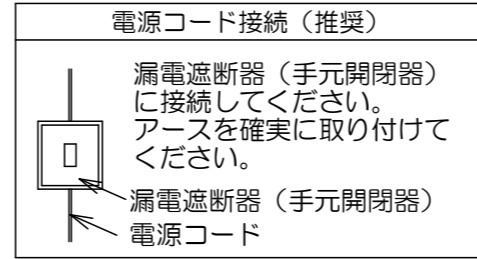 電源コード接続（推奨）
漏電遮断器（手元開閉器）
に接続してください。
アースを確実に取り付けて
ください。
漏電遮断器（手元開閉器）
電源コード